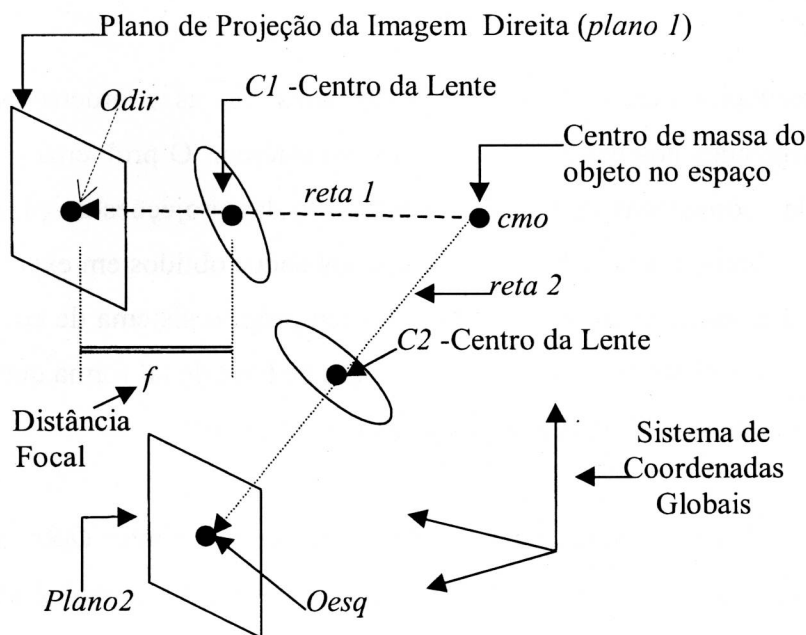 Plano de Projeção da Imagem Direita (plano 1)
Odir
C1 -Centro da Lente
Centro de massa do
objeto no espaço
reta 1
cmo
reta 2
C2 -Centro da Lente
f
Distância
Focal
Sistema de
Coordenadas
Globais
Plano2
Oesq